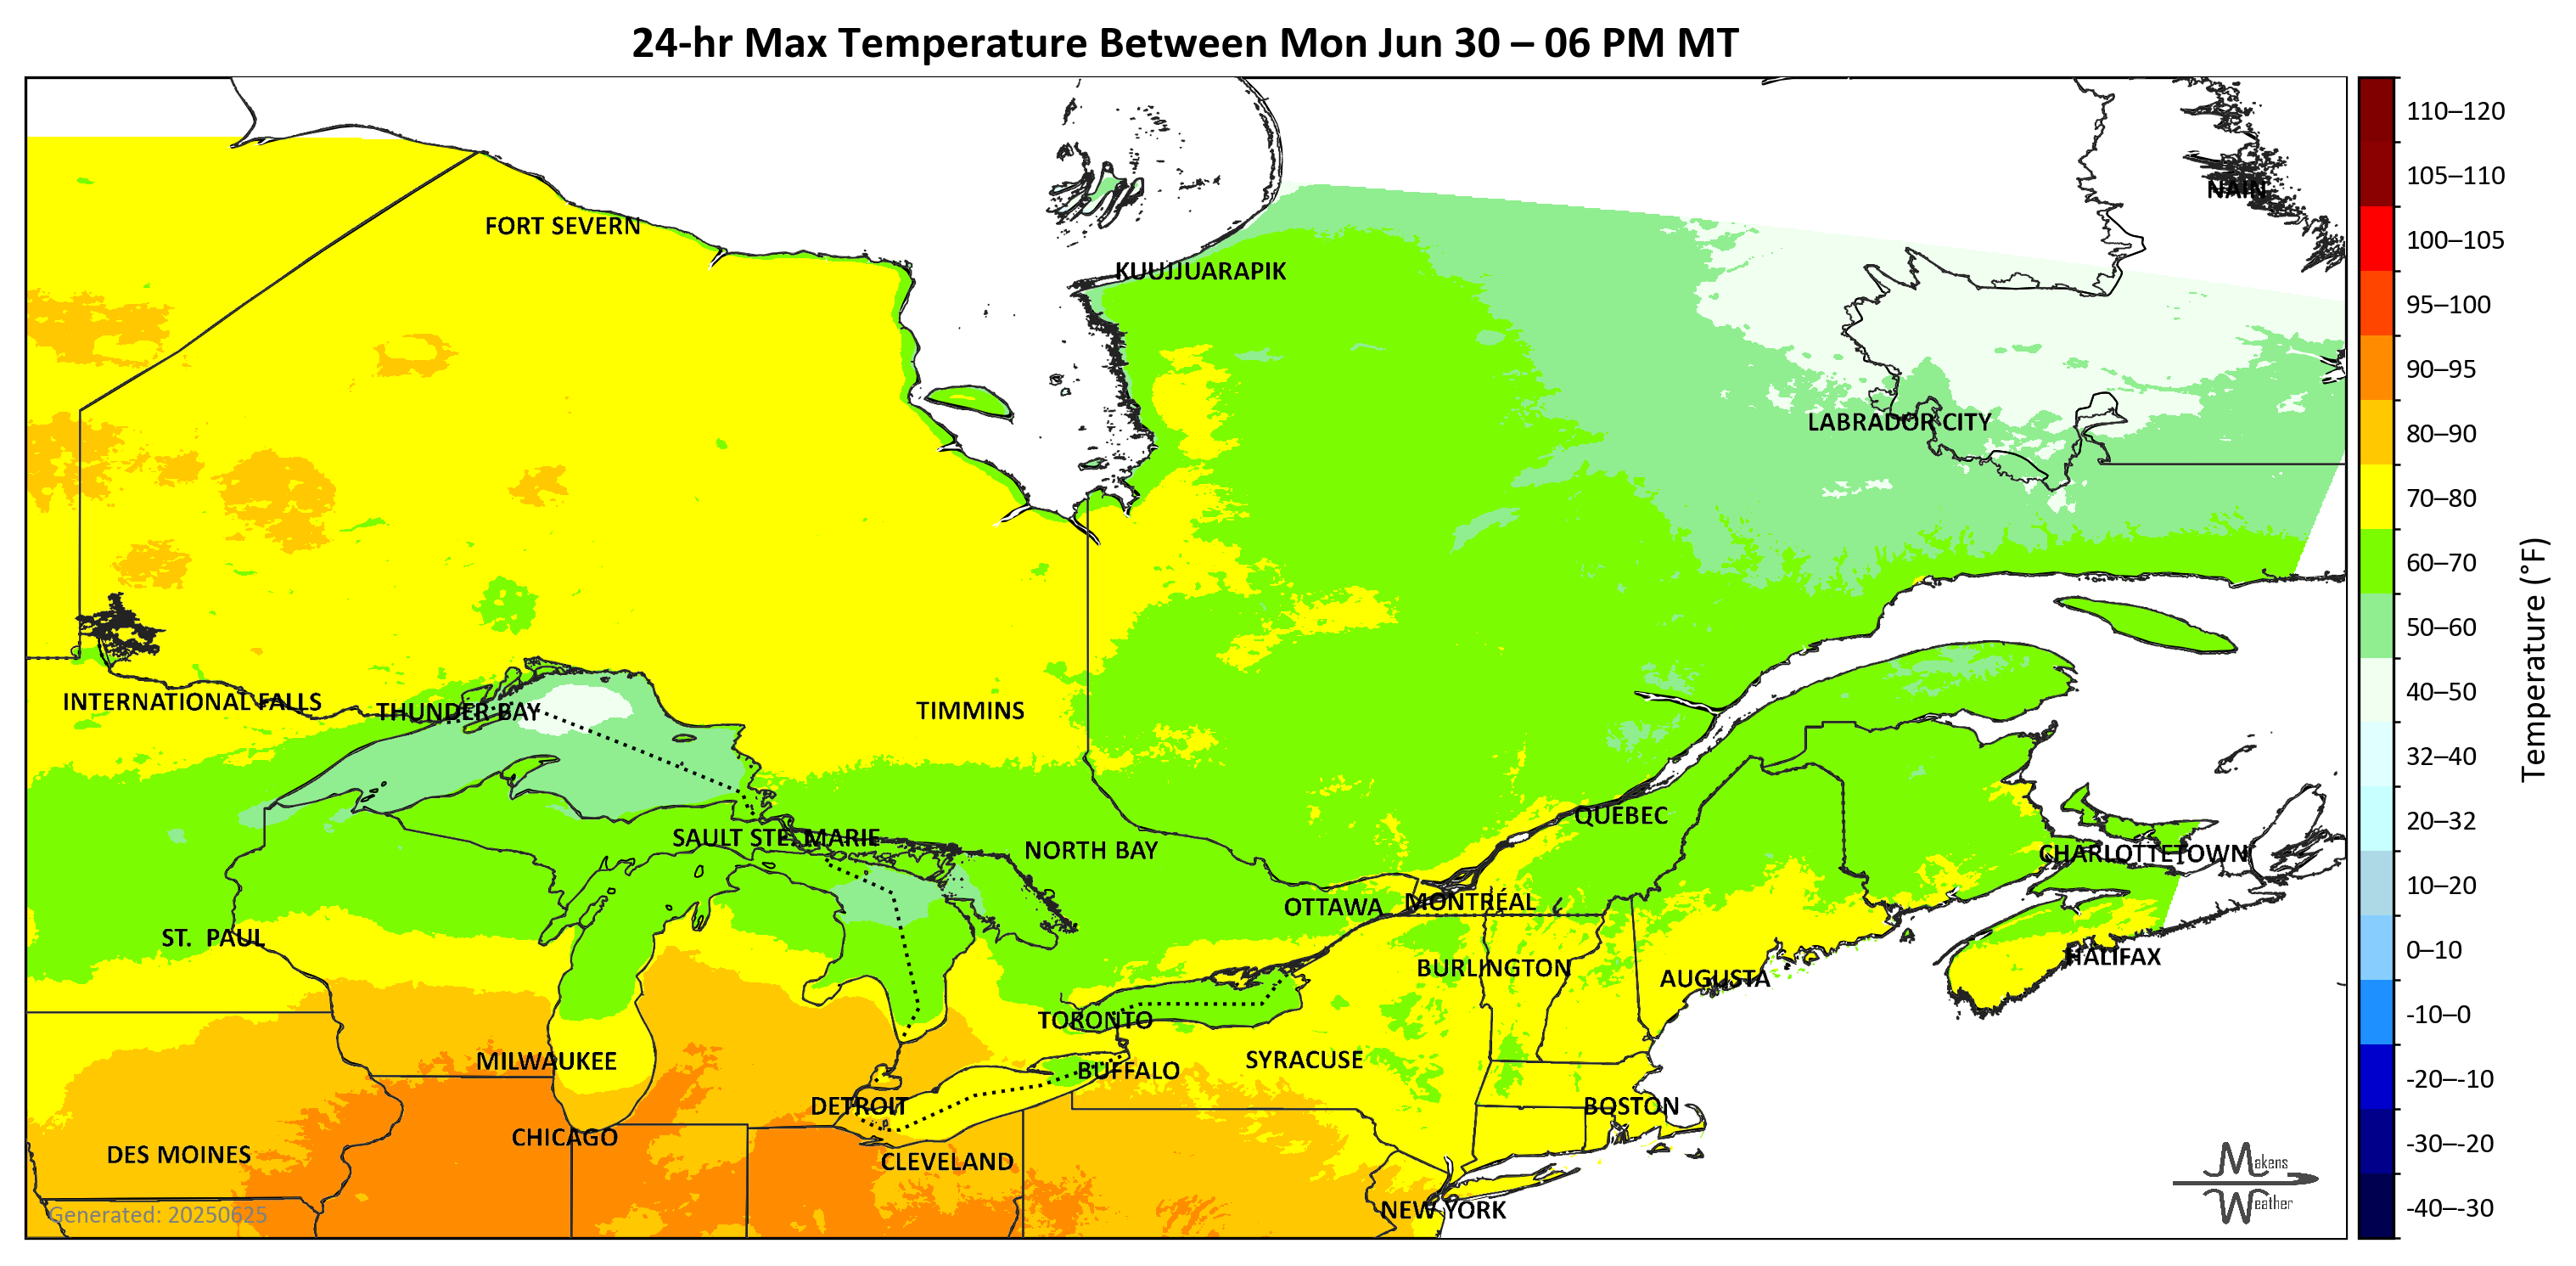 24-hr Max Temperature Between Mon Jun 30 – 06 PM MT
110–120
105–110
100–105
95–100
90–95
80–90
70–80
60–70
50–60
40–50
32–40
20–32
10–20
0–10
-10–0
-20–-10
-30–-20
-40–-30
Temperature (°F)
NAIN
FORT SEVERN
KUUJJUARAPIK
LABRADOR CITY
INTERNATIONAL FALLS
THUNDER BAY
TIMMINS
QUÉBEC
SAULT STE. MARIE
NORTH BAY
CHARLOTTETOWN
MONTRÉAL
OTTAWA
ST. PAUL
HALIFAX
BURLINGTON
AUGUSTA
TORONTO
SYRACUSE
MILWAUKEE
BUFFALO
DETROIT
BOSTON
CHICAGO
DES MOINES
CLEVELAND
NEW YORK
Generated: 20250625
Makens
Weather